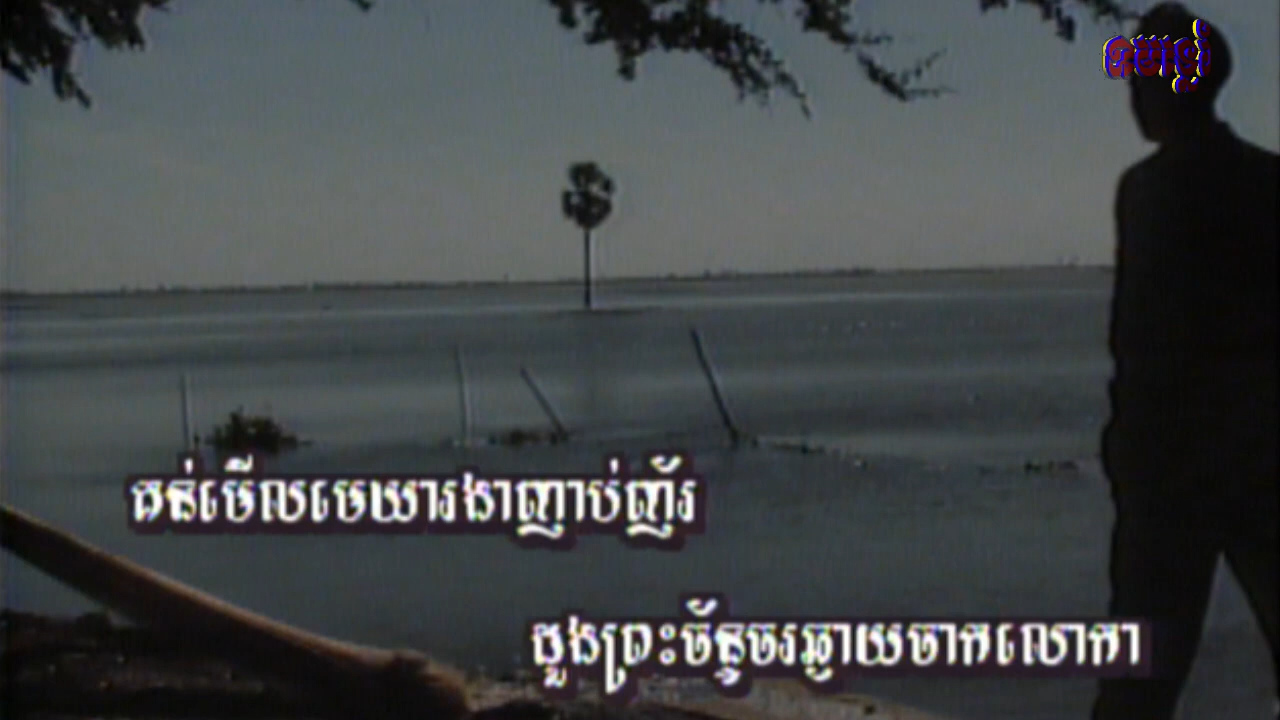 គន់មើលមេឃារងាញាប់ញ័រ
ដួងព្រះច័ន្ទចរឆ្ងាយចាកលោកា